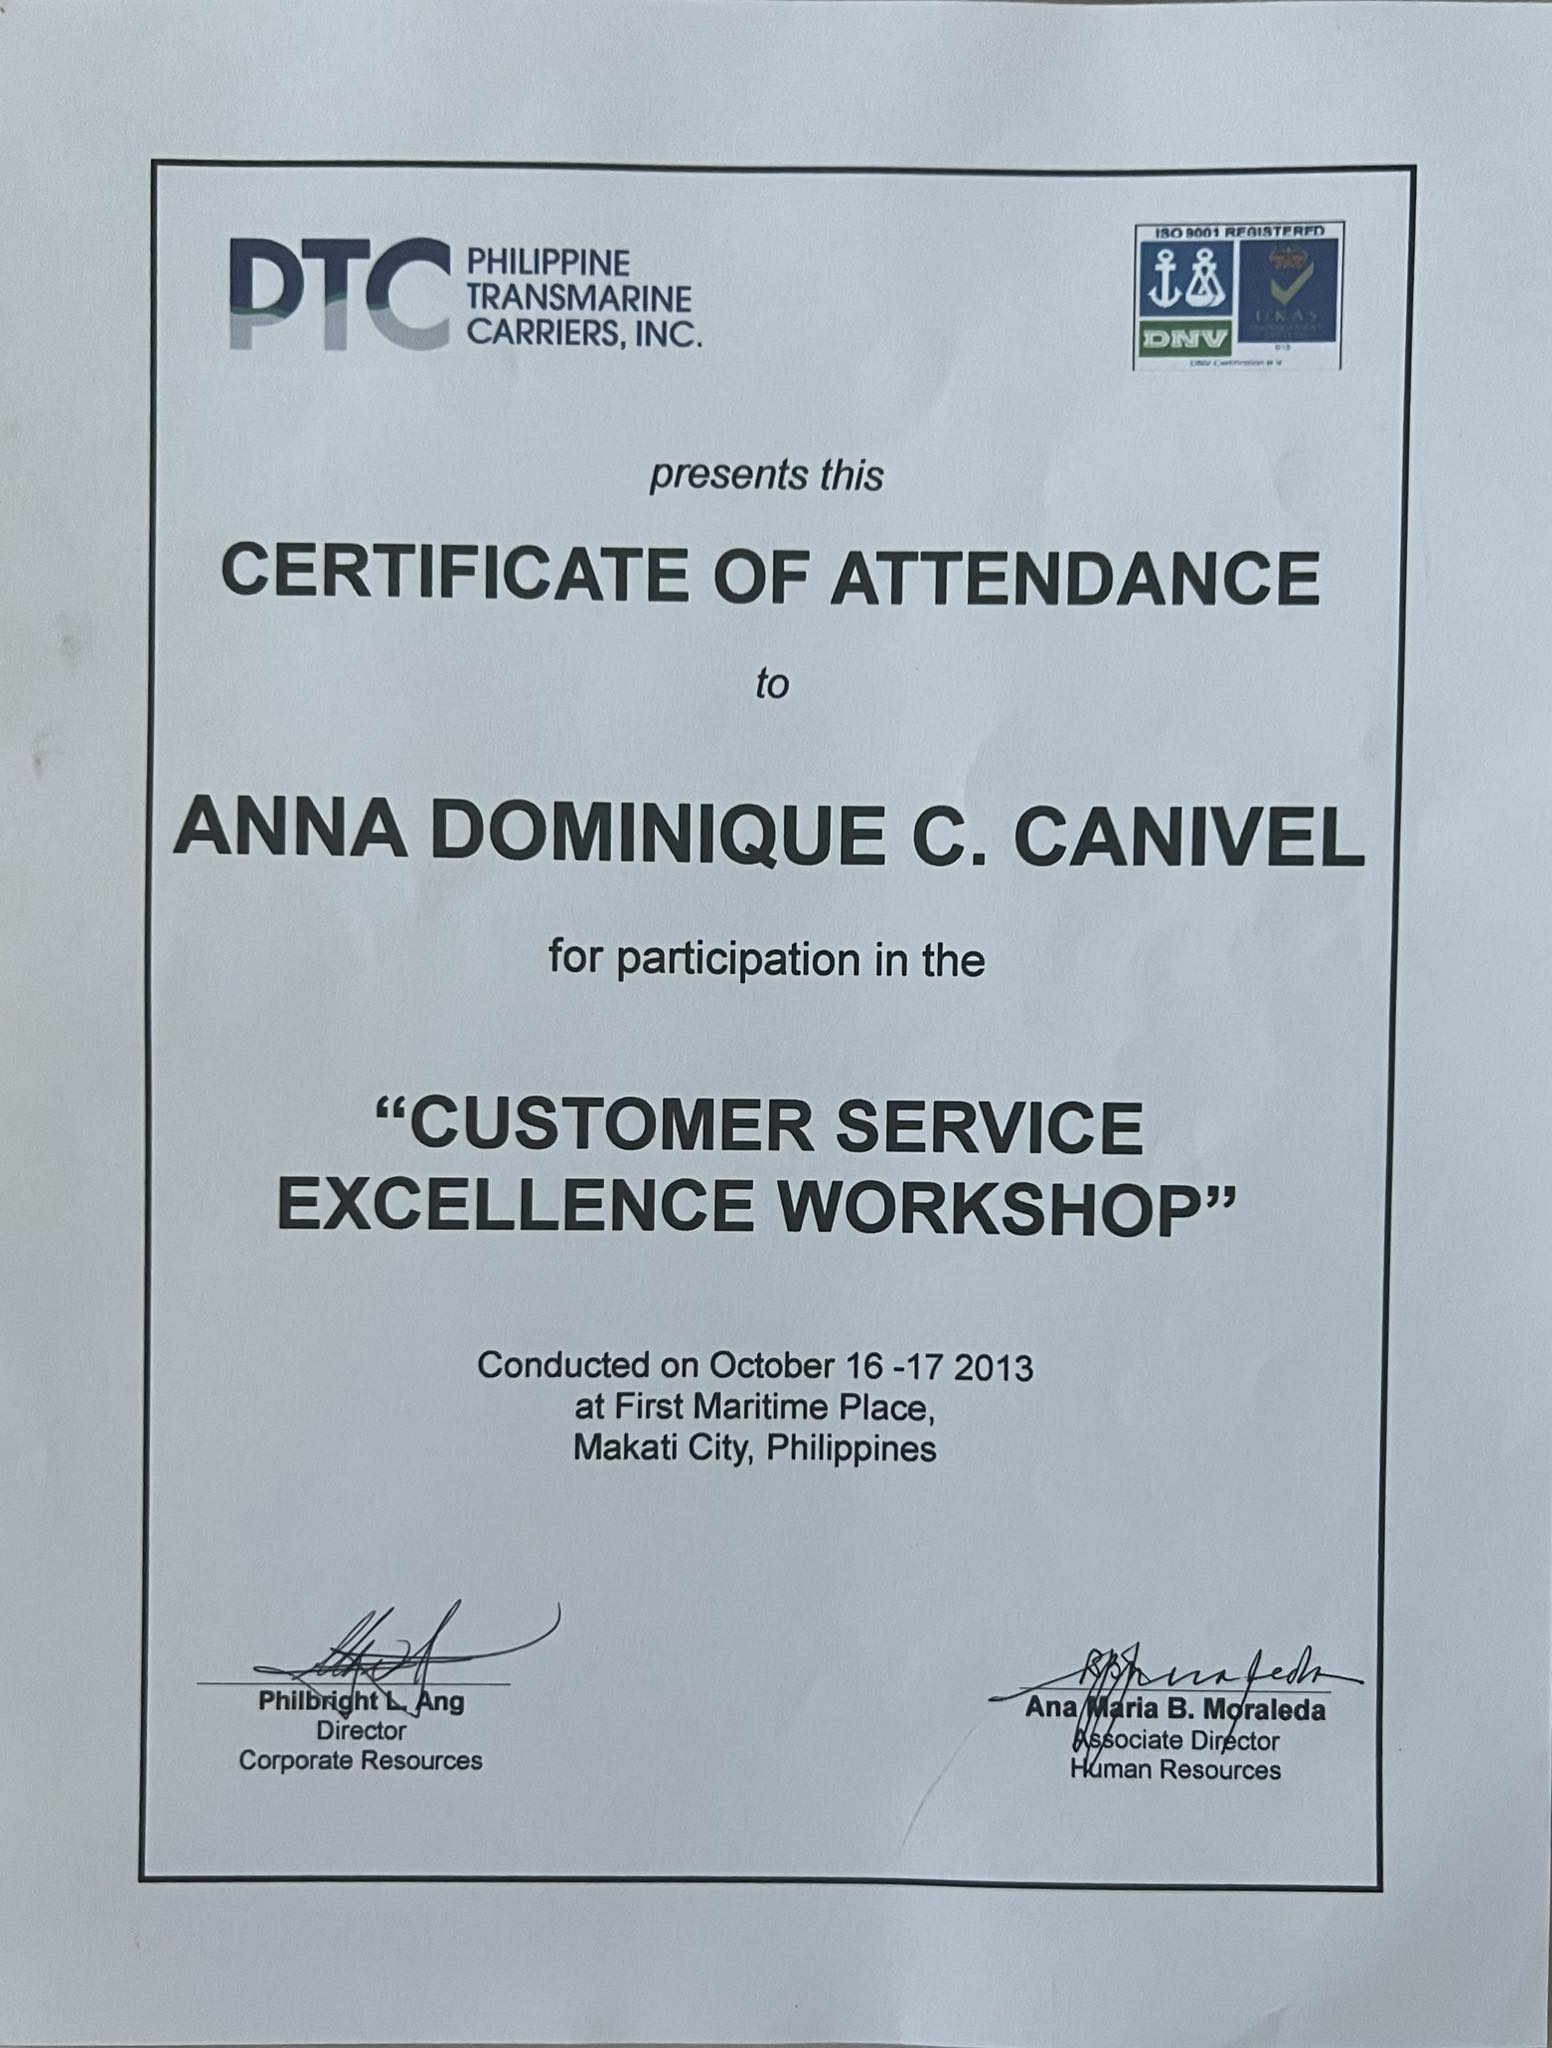 PTC PHILIPPINE
TRANSMARINE
CARRIERS, INC.
ISO 9001 REGISTERED
DNV
UKAS
presents this
CERTIFICATE OF ATTENDANCE
to
ANNA DOMINIQUE C. CANIVEL
for participation in the
“CUSTOMER SERVICE
EXCELLENCE WORKSHOP”
Conducted on October 16 -17 2013
at First Maritime Place,
Makati City, Philippines
Philbright L. Ang
Director
Corporate Resources
Ana Maria B. Moraleda
Associate Director
Human Resources